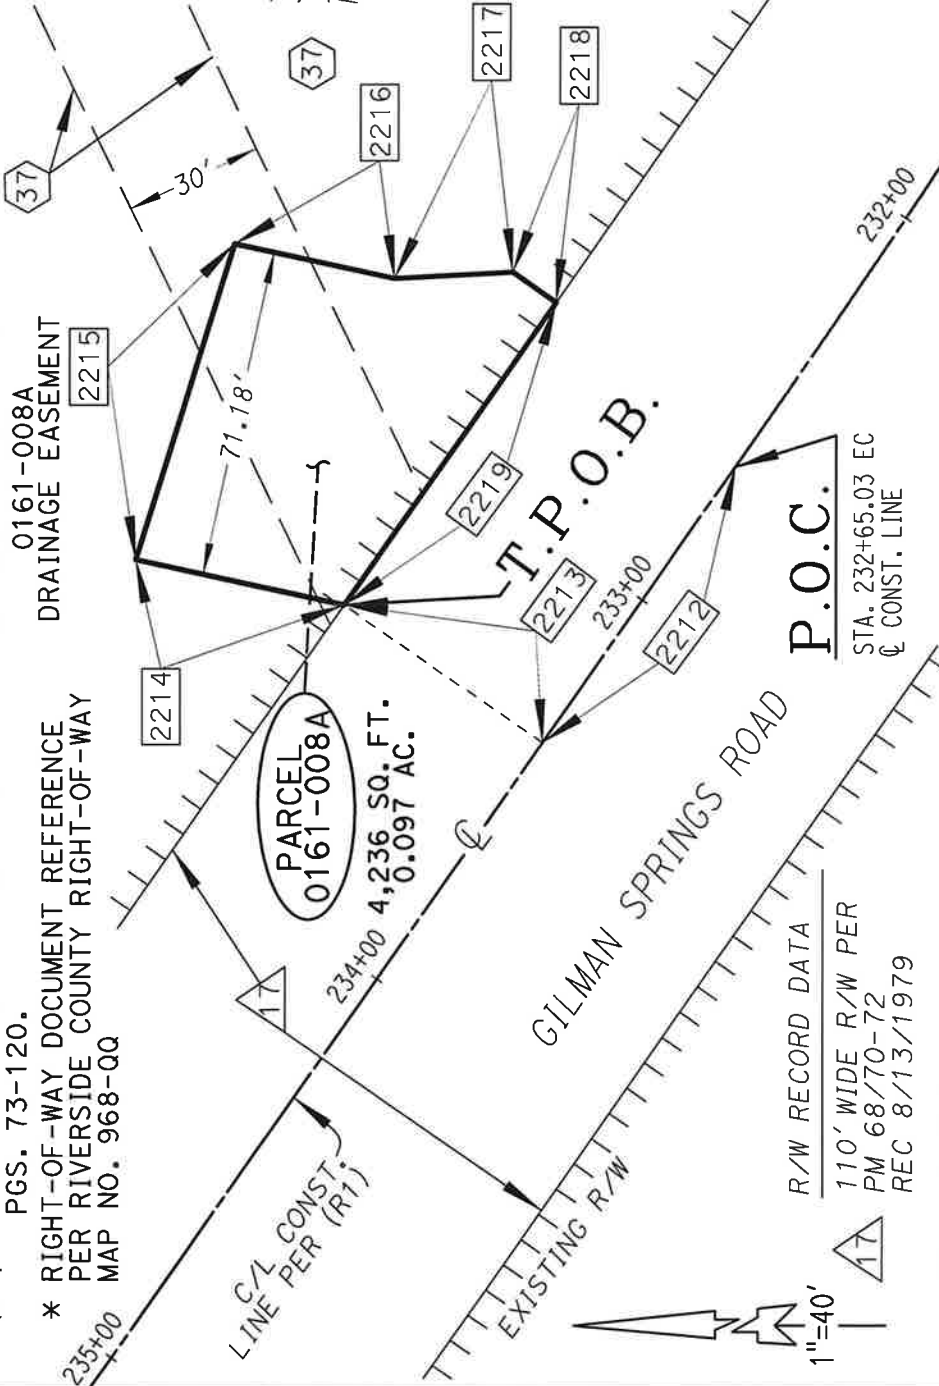 PGS. 73-120.
* RIGHT-OF-WAY DOCUMENT REFERENCE
PER RIVERSIDE COUNTY RIGHT-OF-WAY
MAP NO. 968-QQ
0161-008A
DRAINAGE EASEMENT
37
37
30'
2214
2215
2216
2217
2218
71.18'
PARCEL
0161-008A
4,236 SQ. FT.
0.097 AC.
2219
T.P.O.B.
2213
2212
17
235+00
234+00
233+00
232+00
℄
C/L CONST.
LINE PER (R1)
GILMAN SPRINGS ROAD
P.O.C.
STA. 232+65.03 EC
℄ CONST. LINE
EXISTING R/W
R/W RECORD DATA
17
110' WIDE R/W PER
PM 68/70-72
REC 8/13/1979
1"=40'